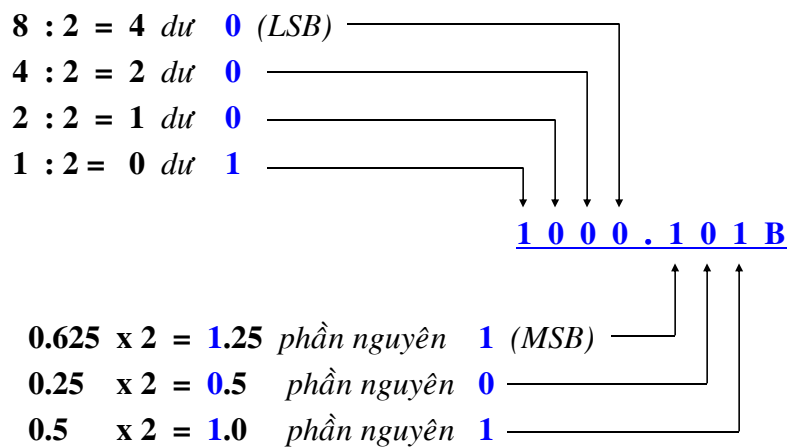 8 : 2 = 4 dư 0 (LSB)
4 : 2 = 2 dư 0
2 : 2 = 1 dư 0
1 : 2 = 0 dư 1
1 0 0 0 . 1 0 1 B
0.625 x 2 = 1.25 phần nguyên 1 (MSB)
0.25 x 2 = 0.5 phần nguyên 0
0.5 x 2 = 1.0 phần nguyên 1